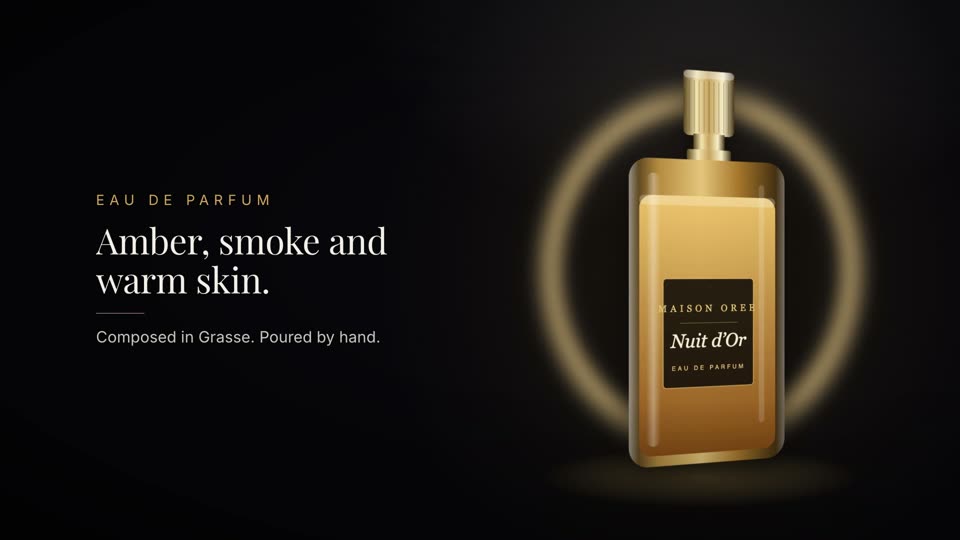 EAU DE PARFUM
Amber, smoke and
warm skin.
Composed in Grasse. Poured by hand.
MAISON OREE
Nuit d'Or
EAU DE PARFUM